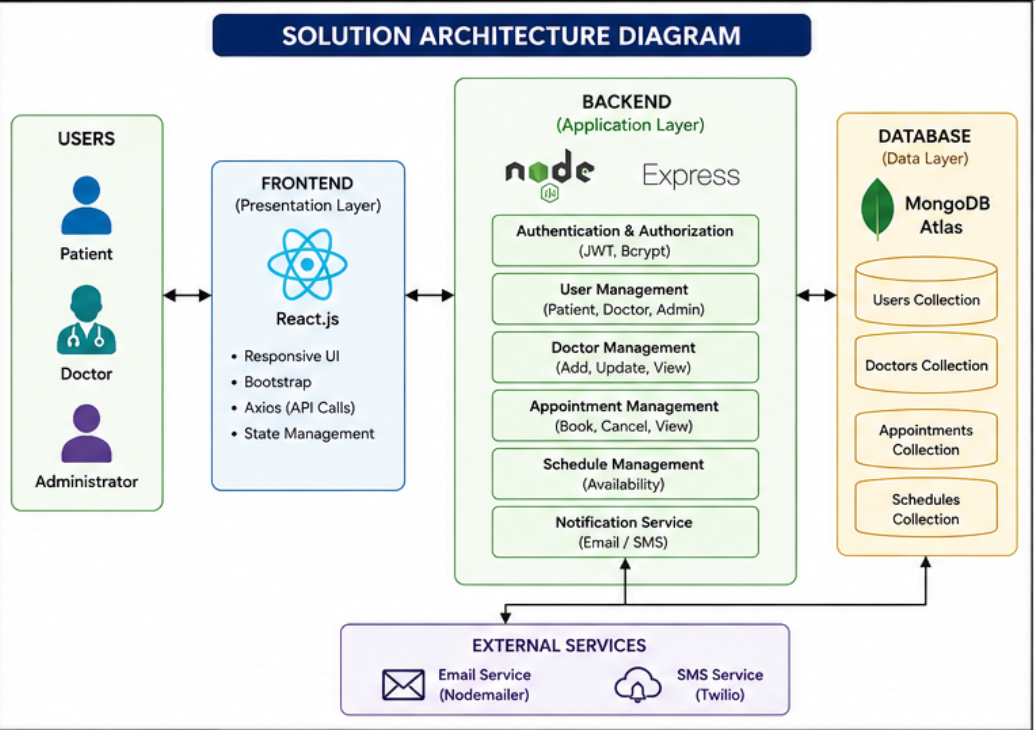 SOLUTION ARCHITECTURE DIAGRAM
USERS
Patient
Doctor
Administrator
FRONTEND
(Presentation Layer)
React.js
• Responsive UI
• Bootstrap
• Axios (API Calls)
• State Management
BACKEND
(Application Layer)
node
Express
Authentication & Authorization
(JWT, Bcrypt)
User Management
(Patient, Doctor, Admin)
Doctor Management
(Add, Update, View)
Appointment Management
(Book, Cancel, View)
Schedule Management
(Availability)
Notification Service
(Email / SMS)
DATABASE
(Data Layer)
MongoDB
Atlas
Users Collection
Doctors Collection
Appointments
Collection
Schedules
Collection
EXTERNAL SERVICES
Email Service
(Nodemailer)
SMS Service
(Twilio)